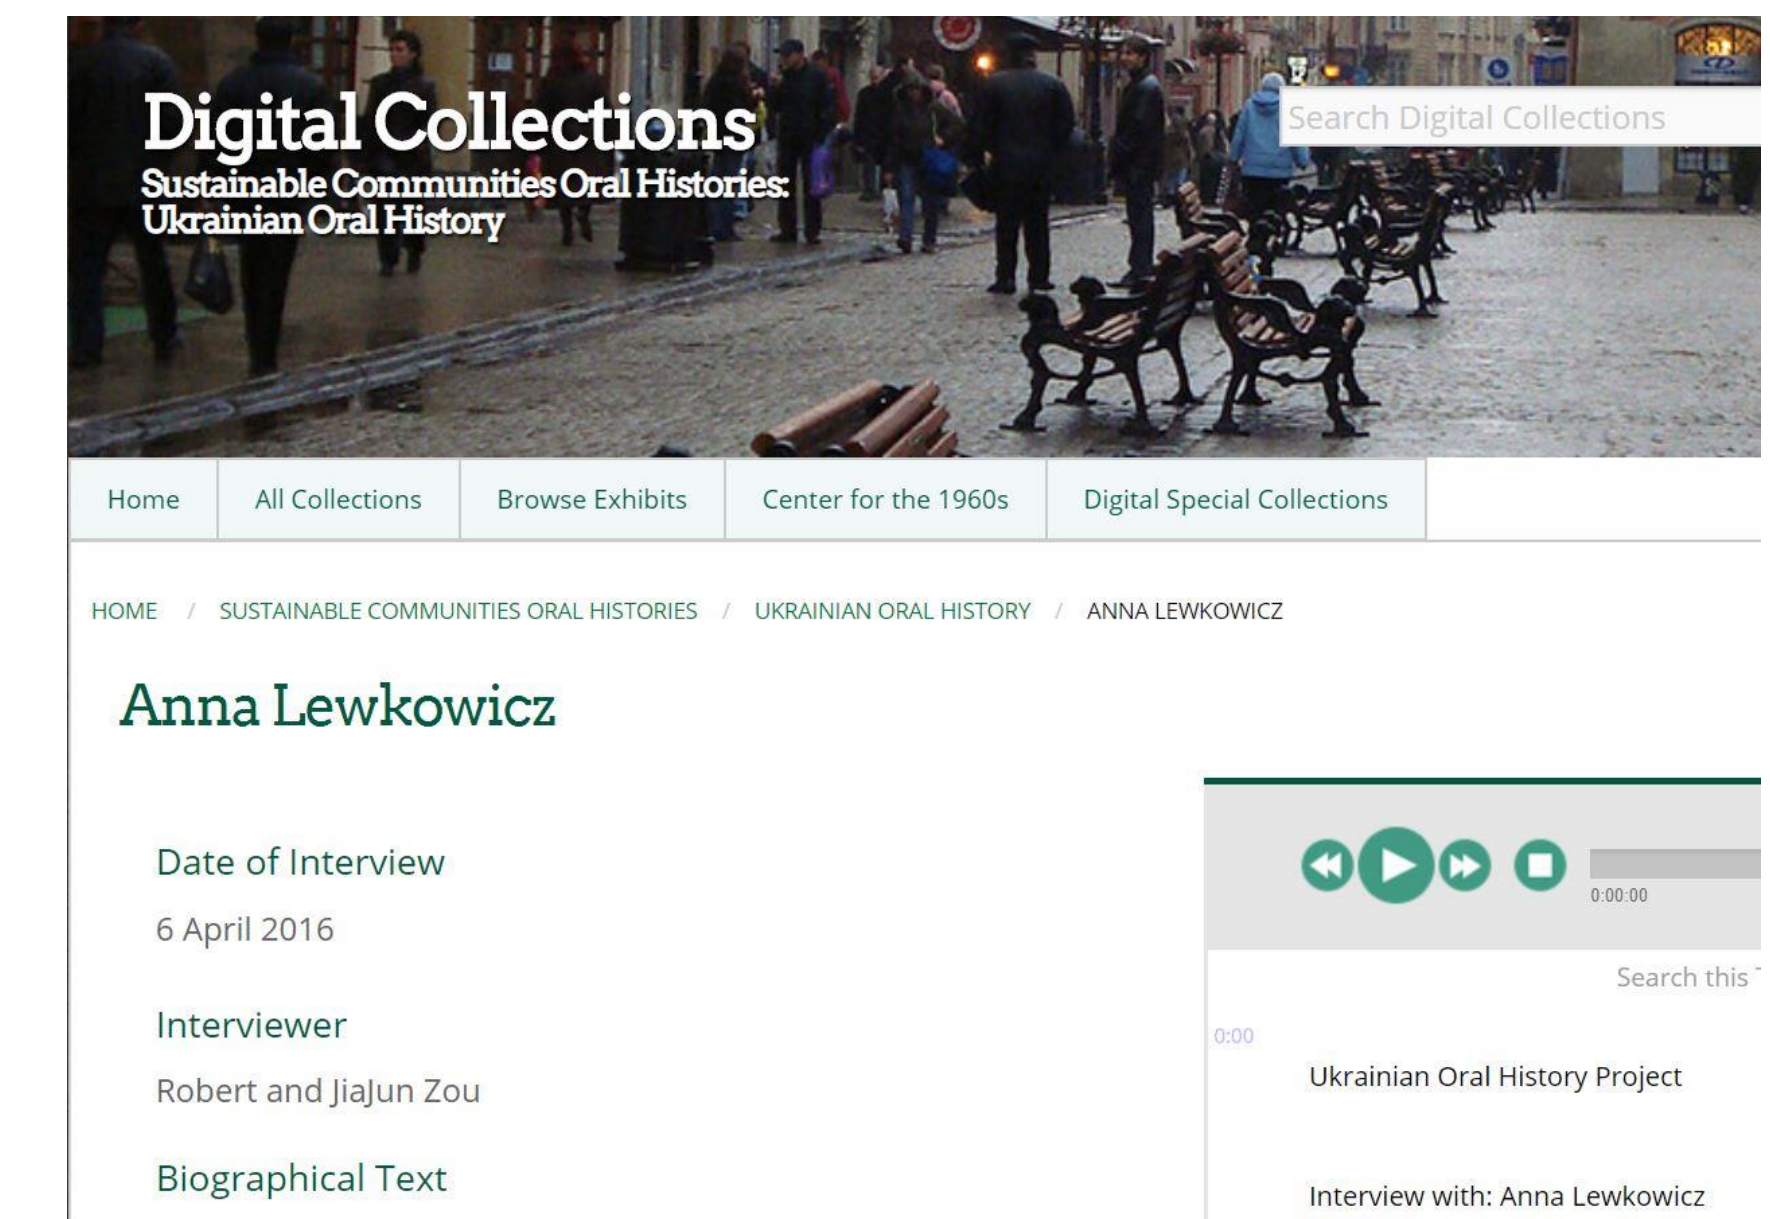 Digital Collections
Sustainable Communities Oral Histories:
Ukrainian Oral History
Search Digital Collections
Home
All Collections
Browse Exhibits
Center for the 1960s
Digital Special Collections
HOME / SUSTAINABLE COMMUNITIES ORAL HISTORIES / UKRAINIAN ORAL HISTORY / ANNA LEWKOWICZ
Anna Lewkowicz
Date of Interview
6 April 2016
Interviewer
Robert and JiaJun Zou
Biographical Text
0:00:00
Search this
0:00
Ukrainian Oral History Project
Interview with: Anna Lewkowicz